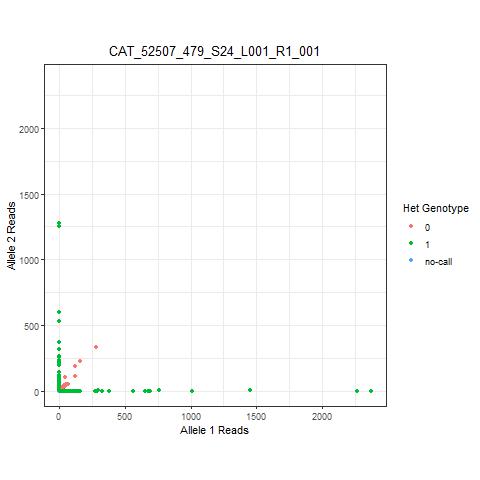 CAT_52507_479_S24_L001_R1_001
Allele 2 Reads
2000
1500
1000
500
0
0 500 1000 1500 2000
Allele 1 Reads
Het Genotype
0
1
no-call